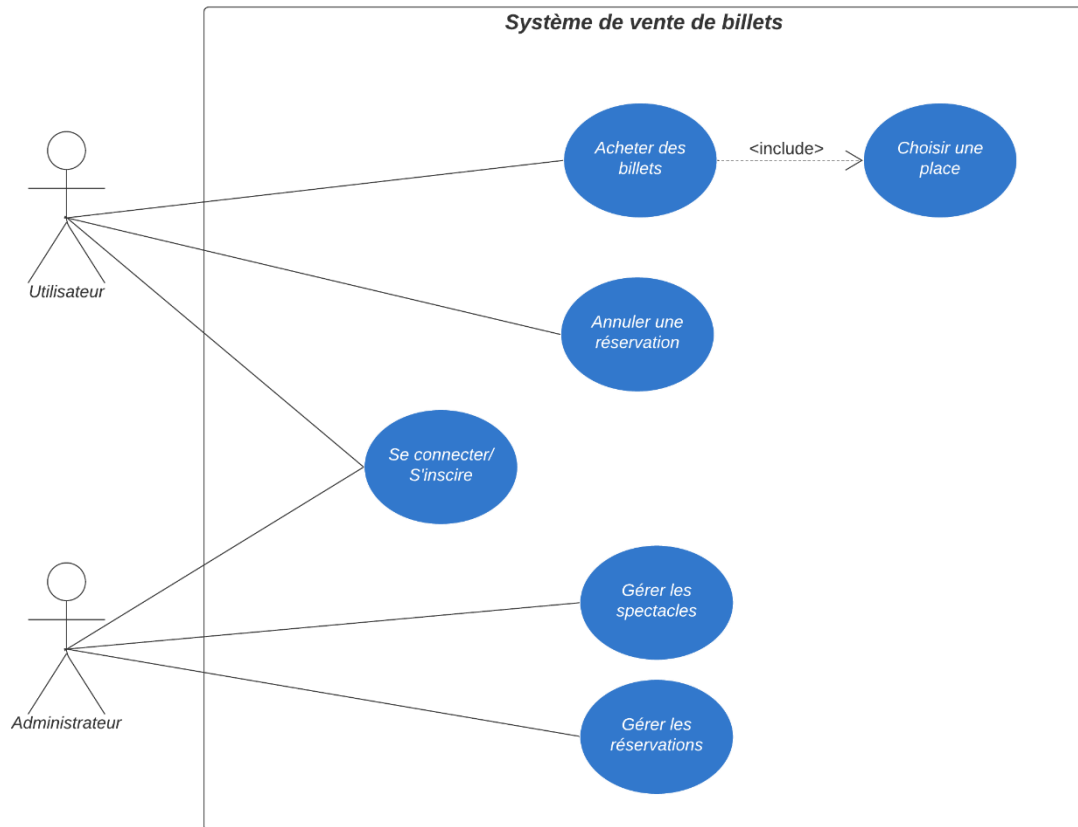 Système de vente de billets
Acheter des
billets
<include>
Choisir une
place
Utilisateur
Annuler une
réservation
Se connecter/
S'inscire
Gérer les
spectacles
Administrateur
Gérer les
réservations